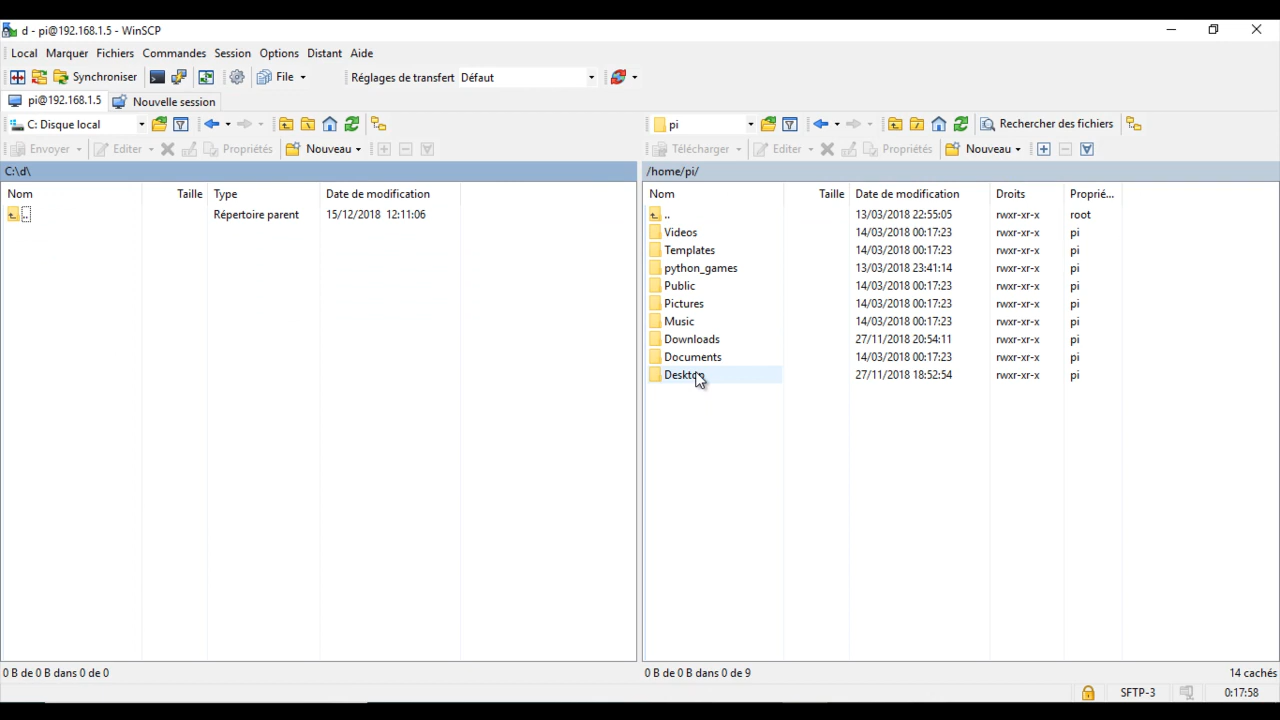 d - pi@192.168.1.5 - WinSCP
Local Marquer Fichiers Commandes Session Options Distant Aide
Synchroniser File Réglages de transfert Défaut
pi@192.168.1.5 Nouvelle session
C: Disque local
Envoyer Editer Propriétés Nouveau
C:\d\
Nom Taille Type Date de modification
.. Répertoire parent 15/12/2018 12:11:06
0 B de 0 B dans 0 de 0
pi Rechercher des fichiers
Télécharger Editer Propriétés Nouveau
/home/pi/
Nom Taille Date de modification Droits Proprié...
.. 13/03/2018 22:55:05 rwxr-xr-x root
Videos 14/03/2018 00:17:23 rwxr-xr-x pi
Templates 14/03/2018 00:17:23 rwxr-xr-x pi
python_games 13/03/2018 23:41:14 rwxr-xr-x pi
Public 14/03/2018 00:17:23 rwxr-xr-x pi
Pictures 14/03/2018 00:17:23 rwxr-xr-x pi
Music 14/03/2018 00:17:23 rwxr-xr-x pi
Downloads 27/11/2018 20:54:11 rwxr-xr-x pi
Documents 14/03/2018 00:17:23 rwxr-xr-x pi
Desktop 27/11/2018 18:52:54 rwxr-xr-x pi
0 B de 0 B dans 0 de 9 14 cachés
SFTP-3 0:17:58